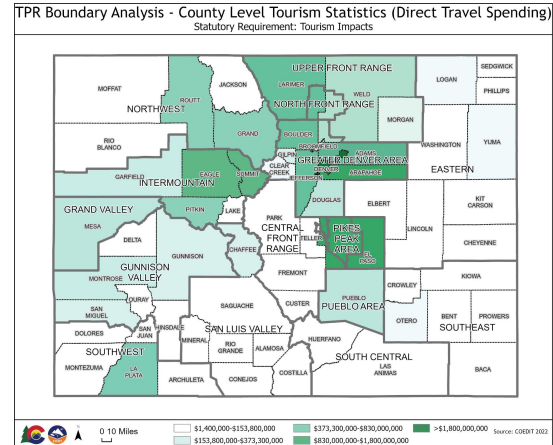 TPR Boundary Analysis - County Level Tourism Statistics (Direct Travel Spending)
Statutory Requirement: Tourism Impacts
UPPER FRONT RANGE
SEDGWICK
LOGAN
MOFFAT
JACKSON
LARIMER
PHILLIPS
ROUTT
WELD
NORTHWEST
NORTH FRONT RANGE
MORGAN
GRAND
BOULDER
RIO
BLANCO
BROOMFIELD
WASHINGTON
YUMA
GILPIN
ADAMS
GREATER DENVER AREA
CLEAR
CREEK
DENVER
ARAPAHOE
EASTERN
GARFIELD
EAGLE
SUMMIT
JEFFERSON
INTERMOUNTAIN
DOUGLAS
ELBERT
KIT
CARSON
GRAND VALLEY
PITKIN
LAKE
PARK
MESA
CENTRAL
FRONT
RANGE
TELLER
PIKES
PEAK
AREA
EL
PASO
LINCOLN
CHEYENNE
DELTA
CHAFFEE
GUNNISON
GUNNISON
VALLEY
MONTROSE
FREMONT
KIOWA
CROWLEY
OURAY
PUEBLO
PUEBLO AREA
SAN
MIGUEL
SAGUACHE
CUSTER
OTERO
BENT
PROWERS
SOUTHEAST
DOLORES
SAN
JUAN
HINSDALE
SAN LUIS VALLEY
MINERAL
HUERFANO
SOUTHWEST
RIO
GRANDE
ALAMOSA
SOUTH CENTRAL
MONTEZUMA
LA
PLATA
LAS
ANIMAS
ARCHULETA
CONEJOS
COSTILLA
BACA
0 10 Miles
$1,400,000-$153,800,000
$373,300,000-$830,000,000
>$1,800,000,000
Source: COEDIT 2022
$153,800,000-$373,300,000
$830,000,000-$1,800,000,000